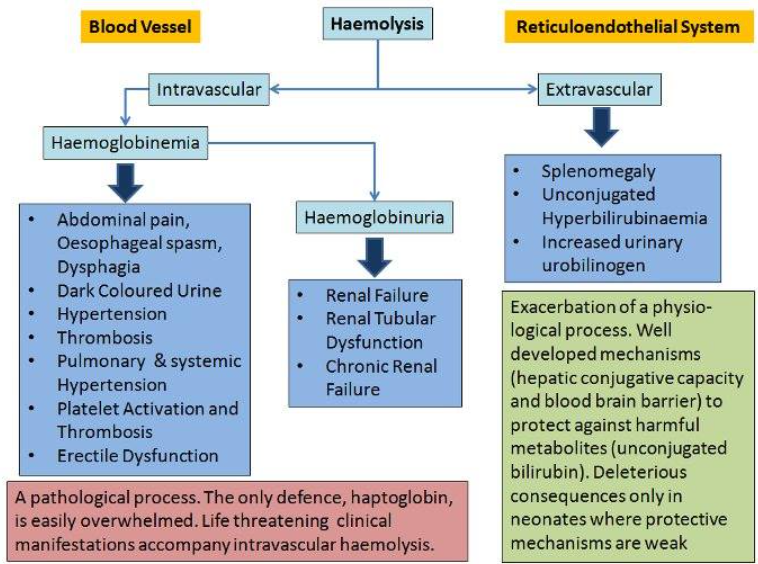 Blood Vessel
Haemolysis
Reticuloendothelial System
Intravascular
Extravascular
Haemoglobinemia
Haemoglobinuria
• Abdominal pain,
Oesophageal spasm,
Dysphagia
• Dark Coloured Urine
• Hypertension
• Thrombosis
• Pulmonary & systemic
Hypertension
• Platelet Activation and
Thrombosis
• Erectile Dysfunction
• Renal Failure
• Renal Tubular
Dysfunction
• Chronic Renal
Failure
• Splenomegaly
• Unconjugated
Hyperbilirubinaemia
• Increased urinary
urobilinogen
A pathological process. The only defence, haptoglobin,
is easily overwhelmed. Life threatening clinical
manifestations accompany intravascular haemolysis.
Exacerbation of a physio-
logical process. Well
developed mechanisms
(hepatic conjugative capacity
and blood brain barrier) to
protect against harmful
metabolites (unconjugated
bilirubin). Deleterious
consequences only in
neonates where protective
mechanisms are weak